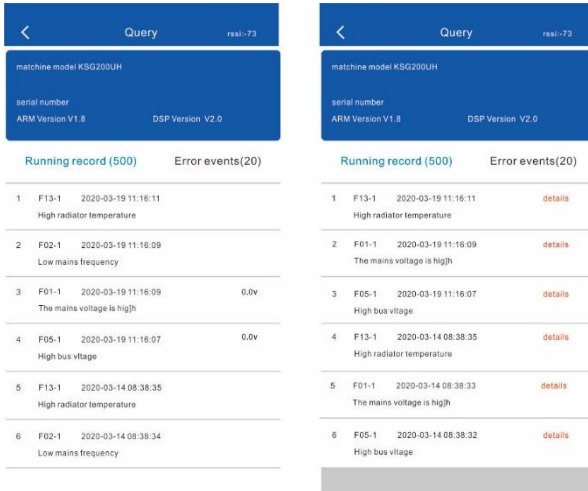 Query
rssi:-73
matchine model KSG200UH
serial number
ARM Version V1.8 DSP Version V2.0
Running record (500) Error events(20)
1 F13-1 2020-03-19 11:16:11
High radiator temperature
2 F02-1 2020-03-19 11:16:09
Low mains frequency
3 F01-1 2020-03-19 11:16:09 0.0v
The mains voltage is hig]h
4 F05-1 2020-03-19 11:16:07 0.0v
High bus vltage
5 F13-1 2020-03-14 08:38:35
High radiator temperature
6 F02-1 2020-03-14 08:38:34
Low mains frequency
Query
rssi:-73
matchine model KSG200UH
serial number
ARM Version V1.8 DSP Version V2.0
Running record (500) Error events(20)
1 F13-1 2020-03-19 11:16:11 details
High radiator temperature
2 F01-1 2020-03-19 11:16:09 details
The mains voltage is hig]h
3 F05-1 2020-03-19 11:16:07 details
High bus vltage
4 F13-1 2020-03-14 08:38:35 details
High radiator temperature
5 F01-1 2020-03-14 08:38:33 details
The mains voltage is hig]h
6 F05-1 2020-03-14 08:38:32 details
High bus vltage